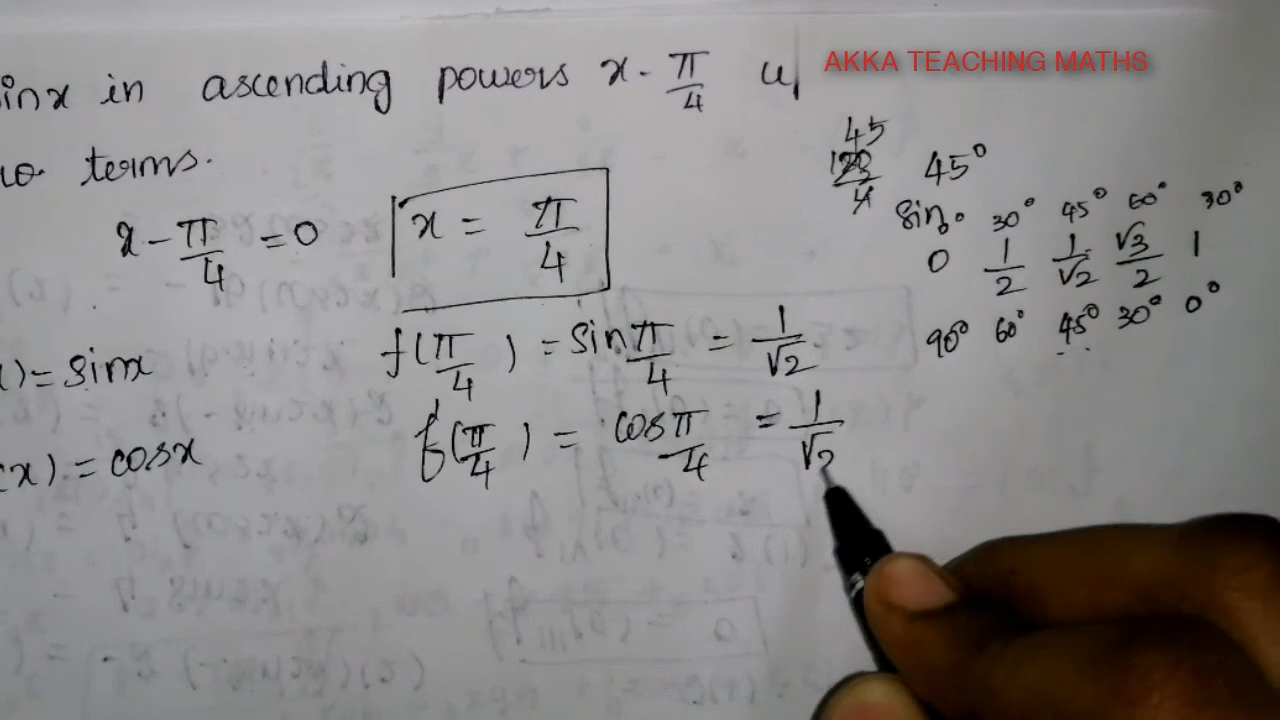 AKKA TEACHING MATHS
inx in ascending powers x - π/4 u
terms.
x - π/4 = 0 x = π/4
45 45°
180
4
sin 0° 30° 45° 60° 90°
0 1/2 1/√2 √3/2 1
90° 60° 45° 30° 0°
) = sinx f(π/4) = sin π/4 = 1/√2
(x) = cosx f'(π/4) = cos π/4 = 1/√2